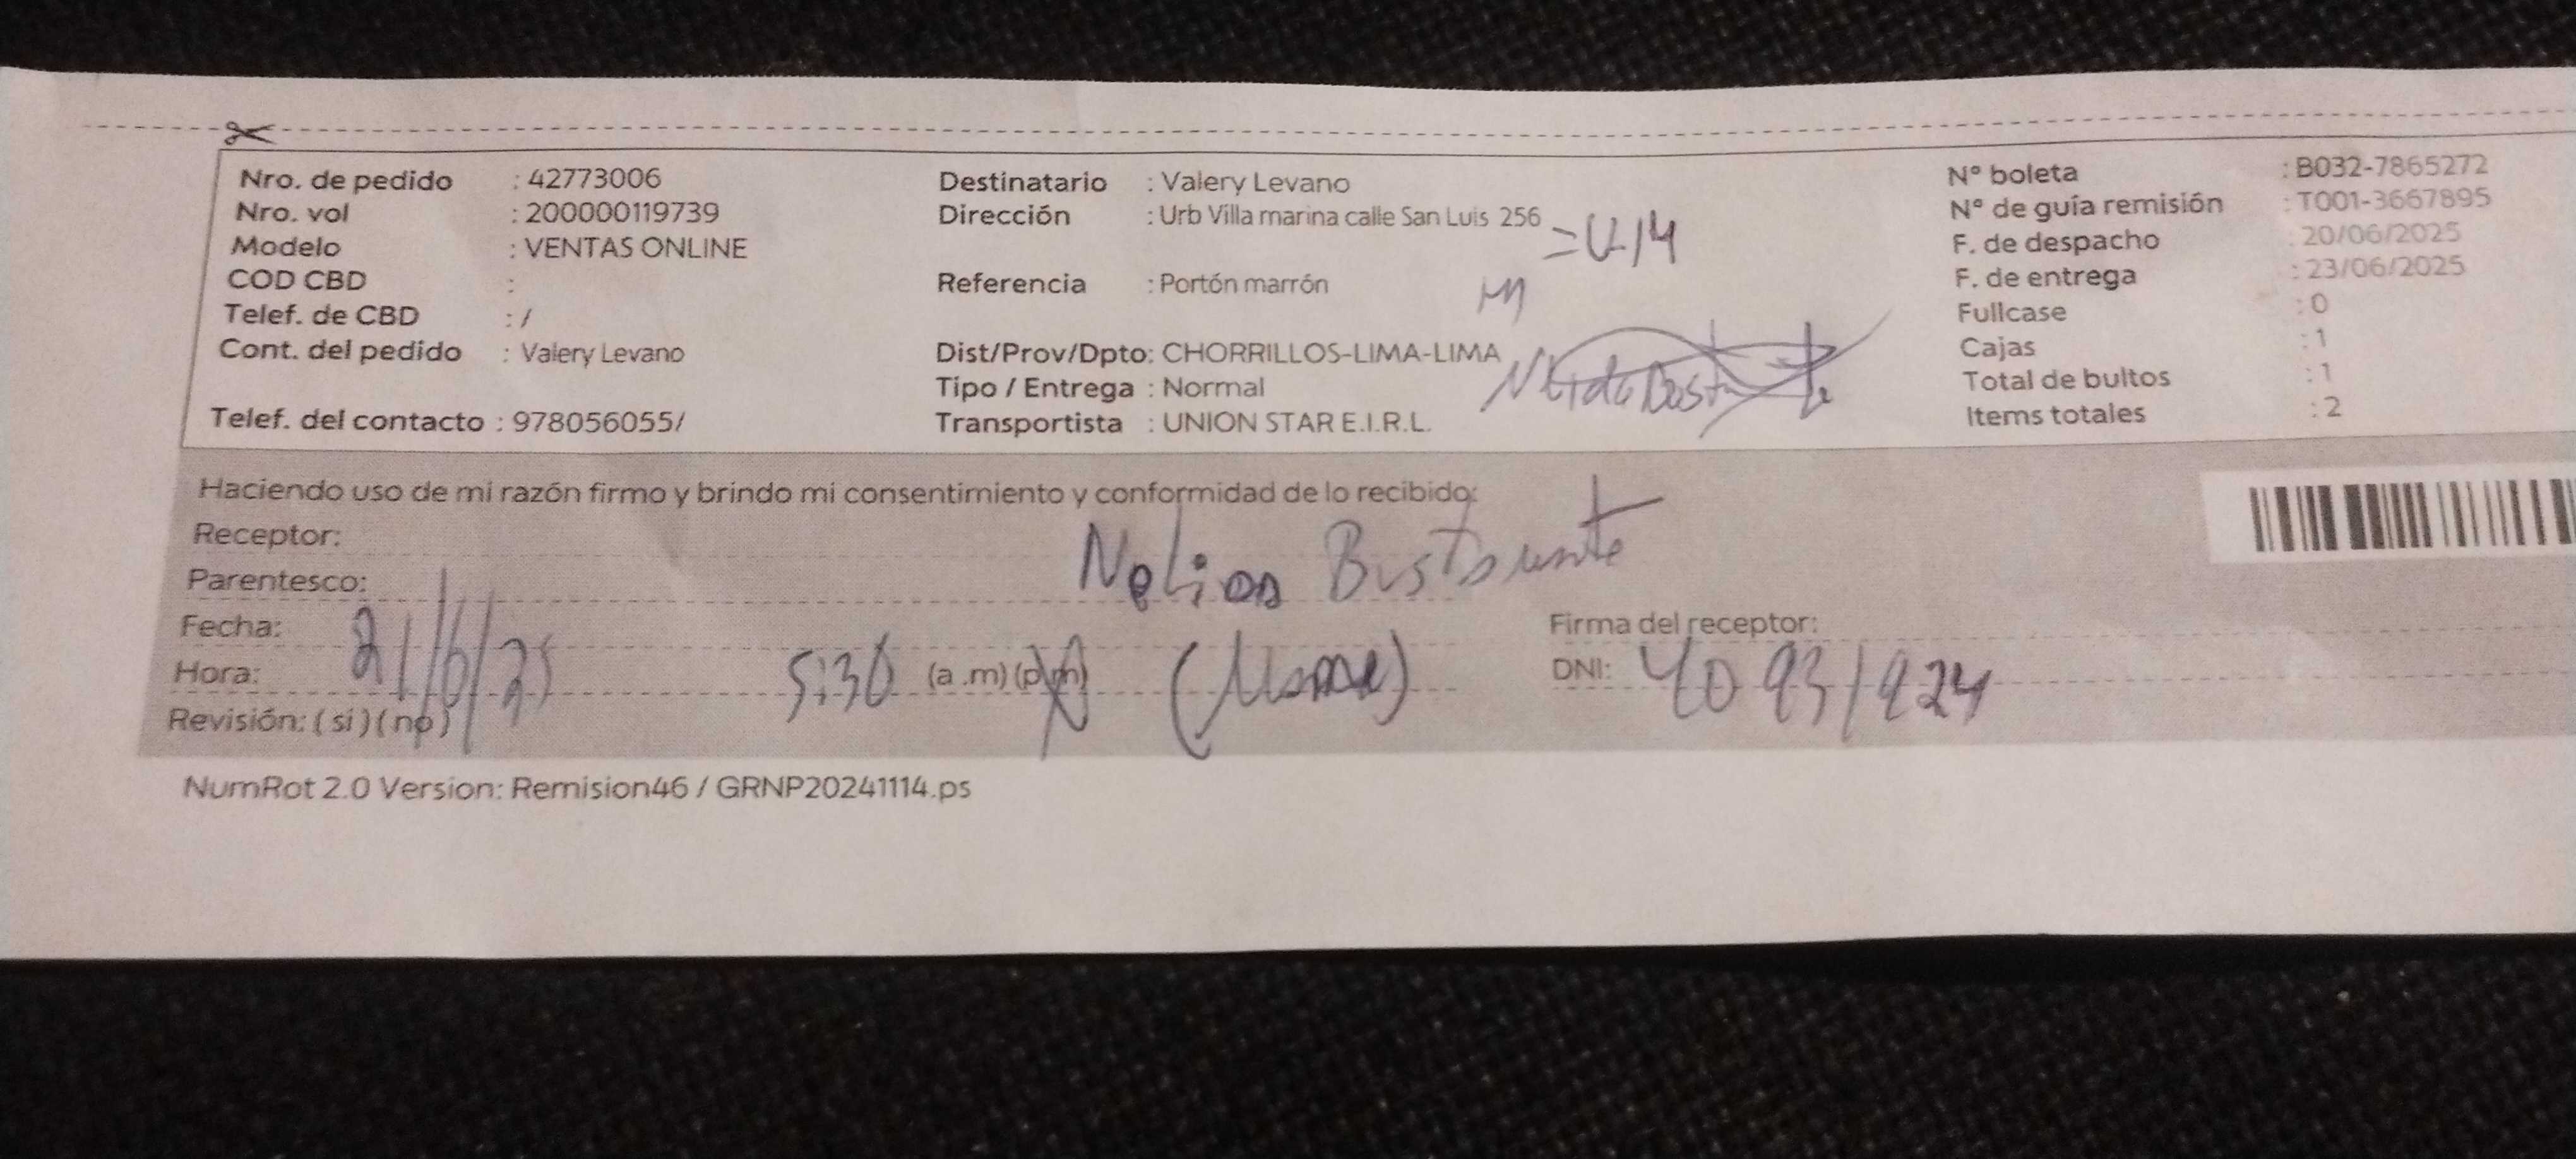 Nro. de pedido : 42773006
Nro. vol : 200000119739
Modelo : VENTAS ONLINE
COD CBD :
Telef. de CBD : /
Cont. del pedido : Valery Levano
Telef. del contacto : 978056055/
Destinatario : Valery Levano
Dirección : Urb Villa marina calle San Luis 256
Referencia : Portón marrón
Dist/Prov/Dpto: CHORRILLOS-LIMA-LIMA
Tipo / Entrega : Normal
Transportista : UNION STAR E.I.R.L.
N° boleta : B032-7865272
N° de guía remisión : T001-3667895
F. de despacho : 20/06/2025
F. de entrega : 23/06/2025
Fullcase : 0
Cajas : 1
Total de bultos : 1
Items totales : 2
Haciendo uso de mi razón firmo y brindo mi consentimiento y conformidad de lo recibido:
Receptor:
Parentesco:
Fecha: 21/6/25
Hora: 5:30 (a .m) (p.m)
Revisión: ( sí ) ( no )
Firma del receptor:
DNI:
NumRot 2.0 Version: Remision46 / GRNP20241114.ps